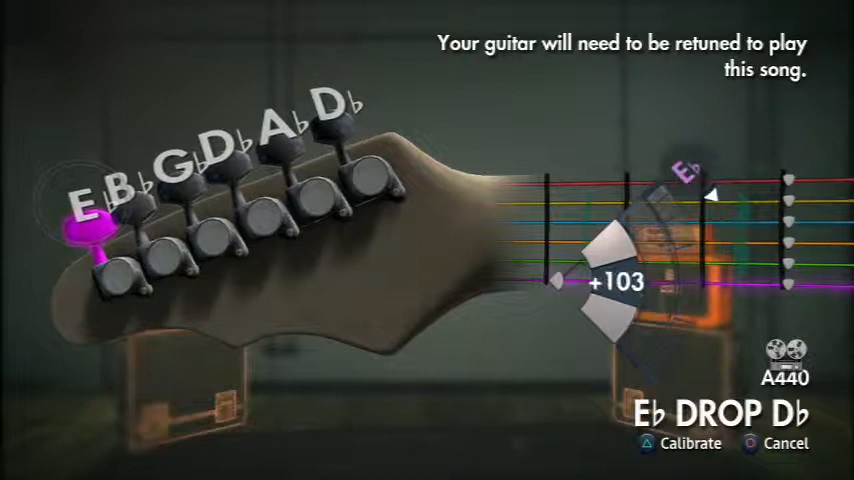 Your guitar will need to be retuned to play
this song.
E♭ B♭ G♭ D♭ A♭ D♭
E♭
+103
A440
E♭ DROP D♭
Calibrate Cancel